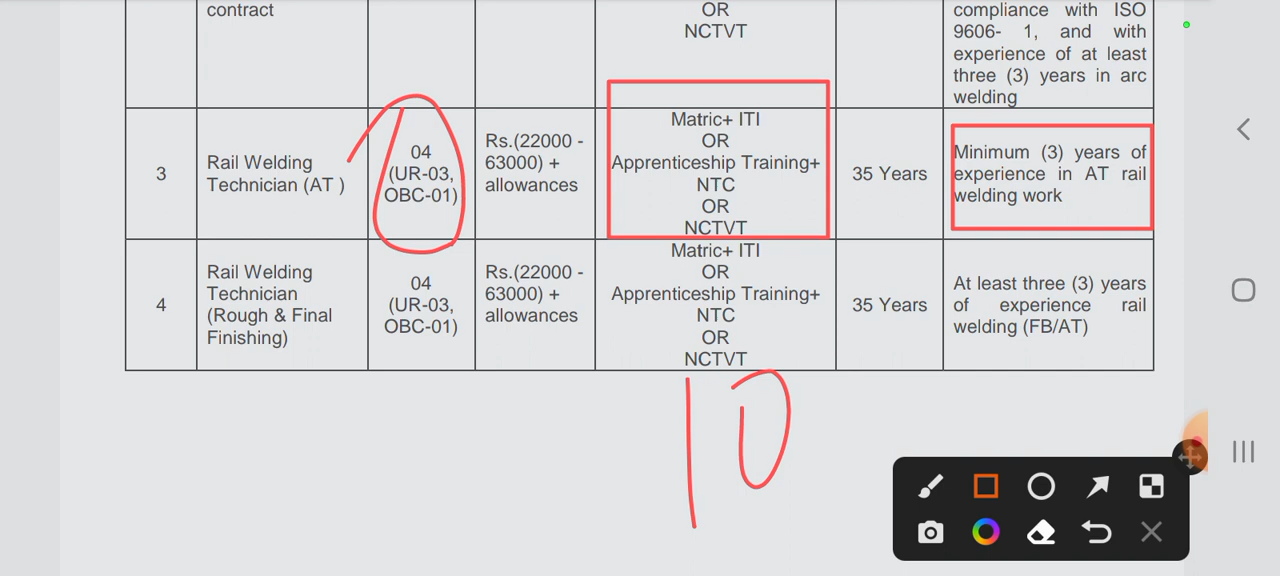 contract
OR
NCTVT
compliance with ISO
9606- 1, and with
experience of at least
three (3) years in arc
welding
3
Rail Welding
Technician (AT )
04
(UR-03,
OBC-01)
Rs.(22000 -
63000) +
allowances
Matric+ ITI
OR
Apprenticeship Training+
NTC
OR
NCTVT
35 Years
Minimum (3) years of
experience in AT rail
welding work
4
Rail Welding
Technician
(Rough & Final
Finishing)
04
(UR-03,
OBC-01)
Rs.(22000 -
63000) +
allowances
Matric+ ITI
OR
Apprenticeship Training+
NTC
OR
NCTVT
35 Years
At least three (3) years
of experience rail
welding (FB/AT)
10